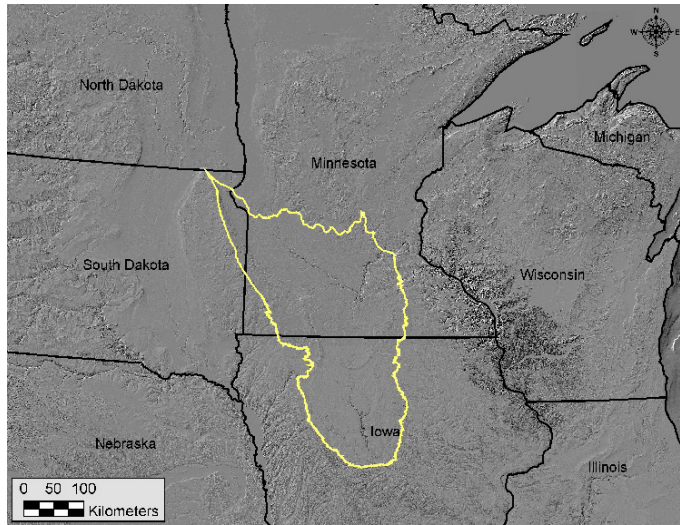 N
W E
S
North Dakota
Michigan
Minnesota
South Dakota
Wisconsin
Iowa
Nebraska
Illinois
0 50 100
Kilometers